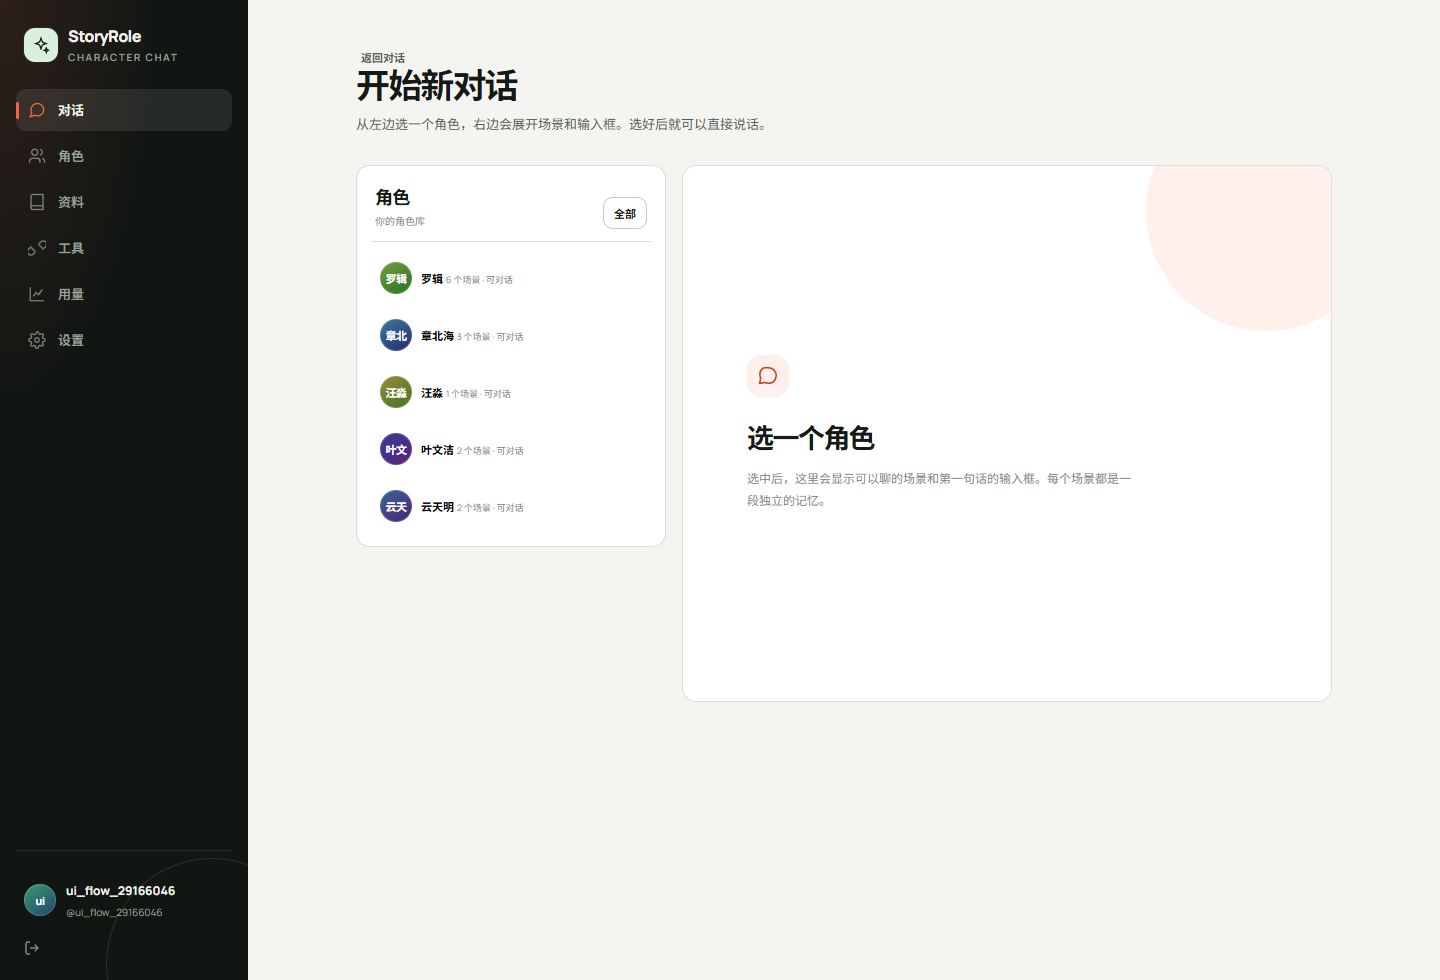 StoryRole
CHARACTER CHAT
对话
角色
资料
工具
用量
设置
ui
ui_flow_29166046
@ui_flow_29166046
返回对话
开始新对话
从左边选一个角色，右边会展开场景和输入框。选好后就可以直接说话。
角色
你的角色库
全部
罗辑 罗辑 6 个场景 · 可对话
章北 章北海 3 个场景 · 可对话
汪淼 汪淼 1 个场景 · 可对话
叶文 叶文洁 2 个场景 · 可对话
云天 云天明 2 个场景 · 可对话
选一个角色
选中后，这里会显示可以聊的场景和第一句话的输入框。每个场景都是一
段独立的记忆。